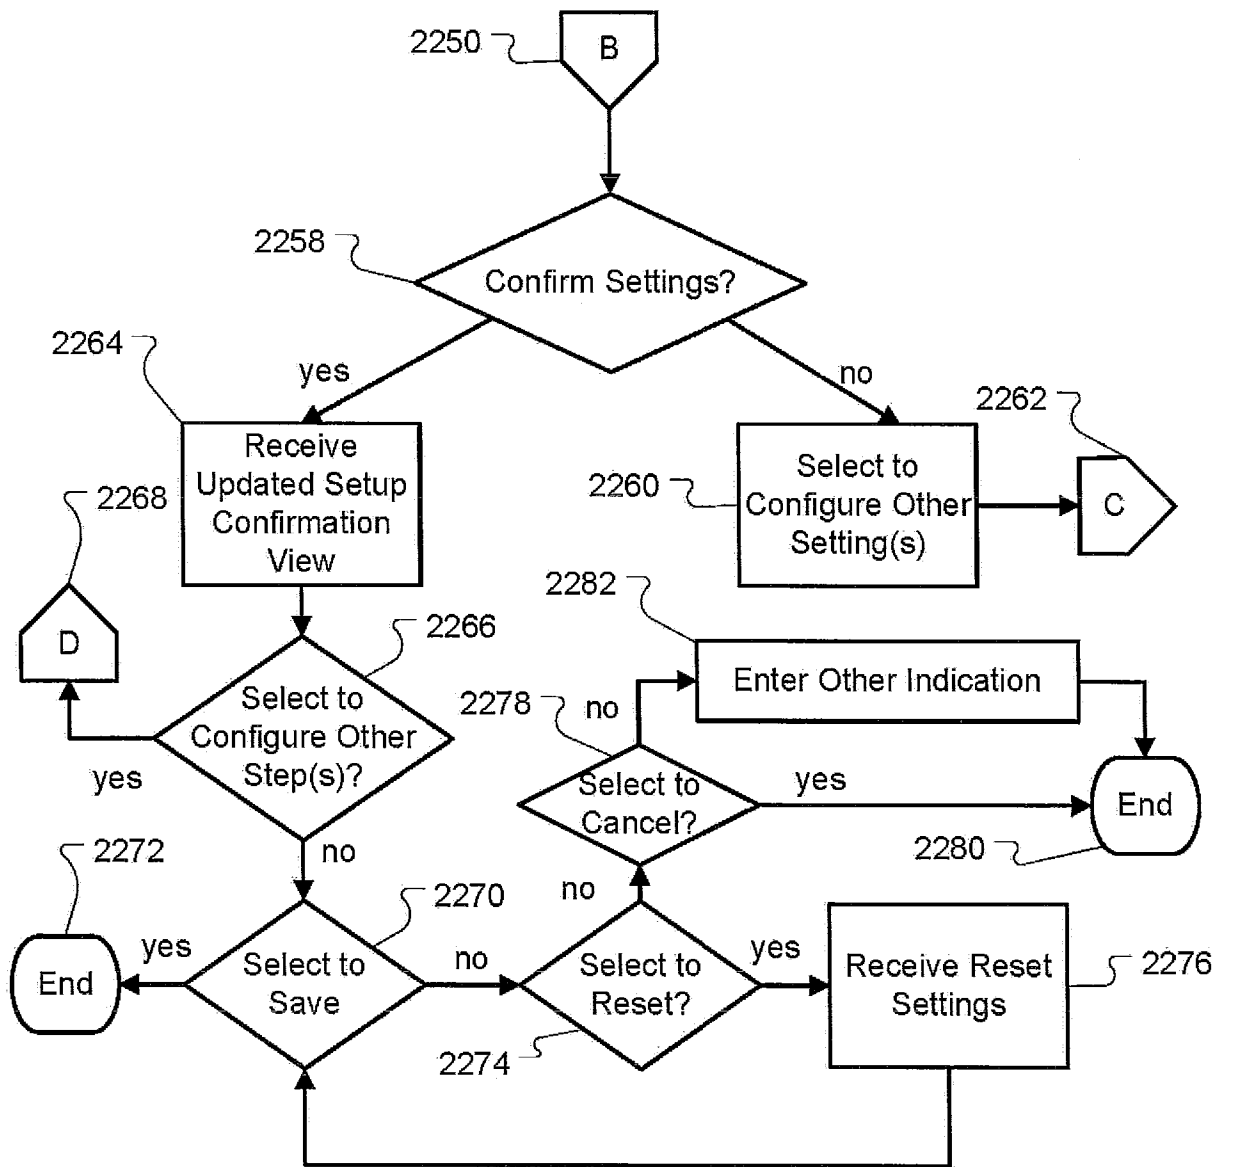 2250
B
2258
Confirm Settings?
2264
yes
no
2262
Receive
Updated Setup
Confirmation
View
2260
Select to
Configure Other
Setting(s)
C
2268
D
2266
2282
Enter Other Indication
Select to
Configure Other
Step(s)?
yes
2278
no
Select to
Cancel?
yes
End
2280
no
2272
2270
no
End
yes
Select to
Save
no
Select to
Reset?
yes
Receive Reset
Settings
2276
2274